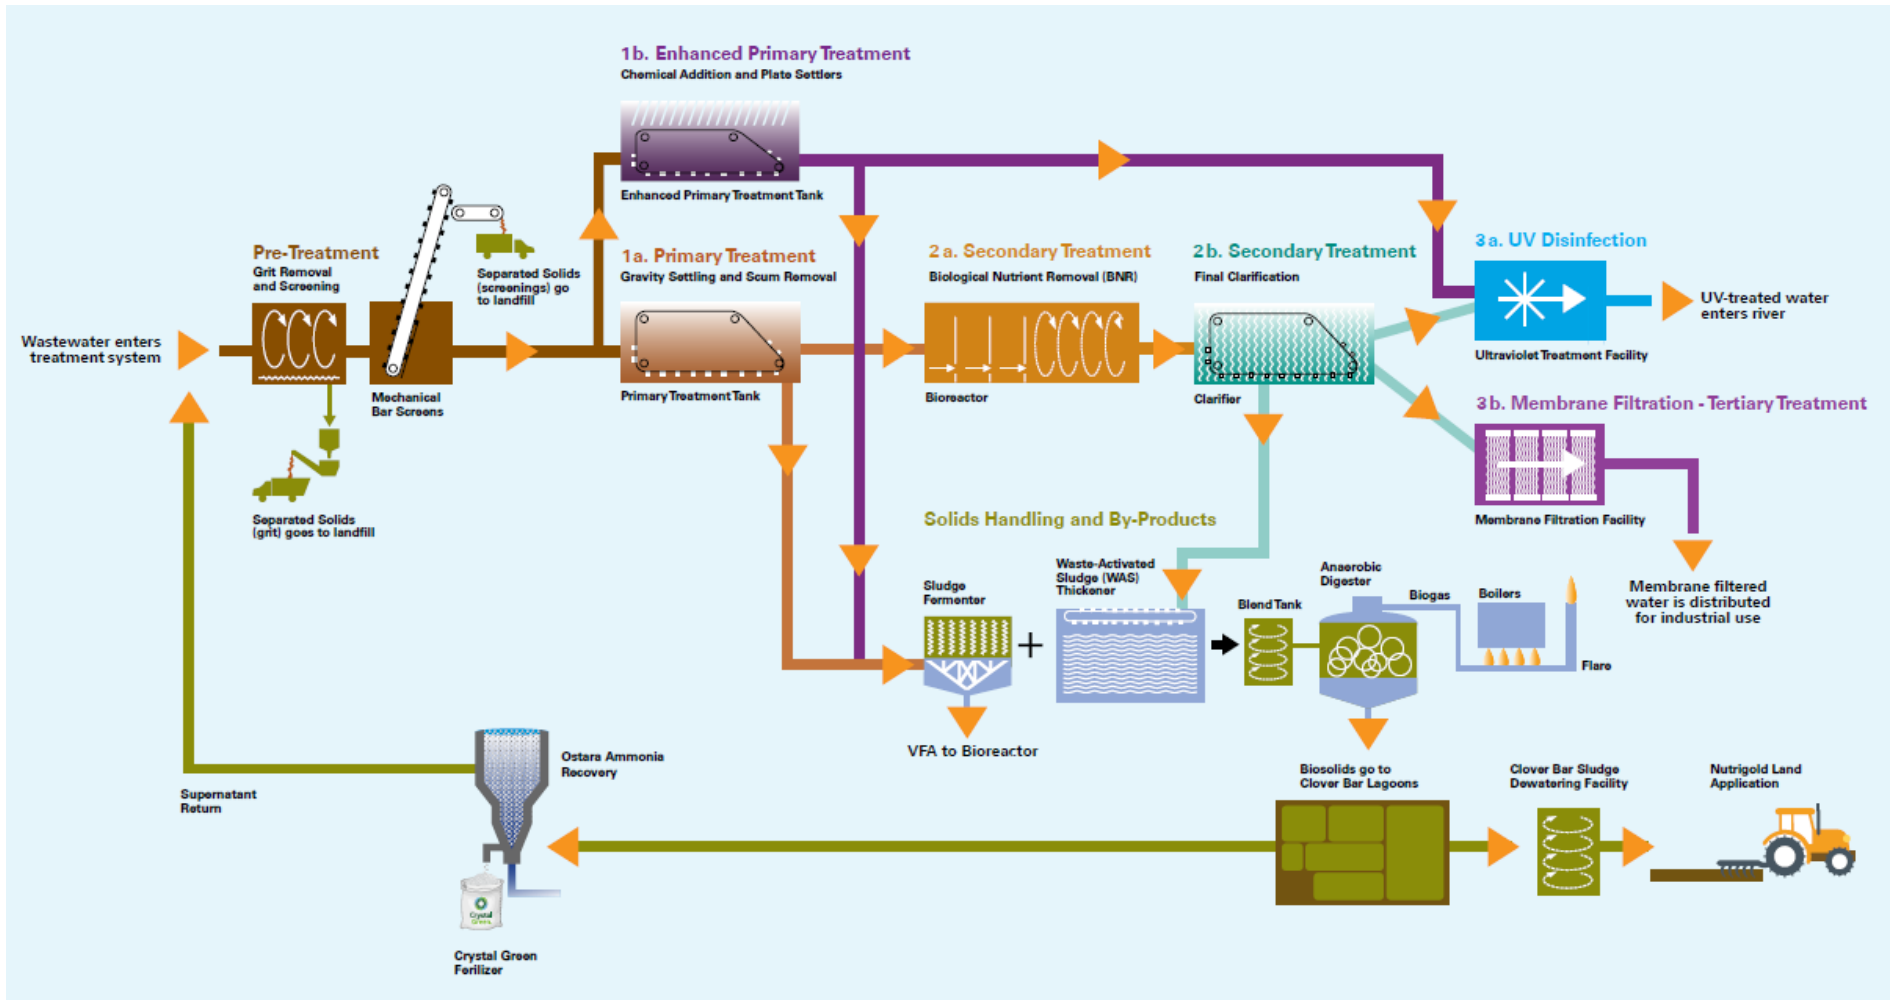 1b. Enhanced Primary Treatment
Chemical Addition and Plate Settlers
Enhanced Primary Treatment Tank
Pre-Treatment
Grit Removal
and Screening
Separated Solids
(screenings) go
to landfill
1a. Primary Treatment
Gravity Settling and Scum Removal
2a. Secondary Treatment
Biological Nutrient Removal (BNR)
2b. Secondary Treatment
Final Clarification
3a. UV Disinfection
Wastewater enters
treatment system
UV-treated water
enters river
Mechanical
Bar Screens
Primary Treatment Tank
Bioreactor
Clarifier
Ultraviolet Treatment Facility
3b. Membrane Filtration - Tertiary Treatment
Membrane Filtration Facility
Separated Solids
(grit) goes to landfill
Solids Handling and By-Products
Sludge
Fermenter
+
Waste-Activated
Sludge (WAS)
Thickener
Blend Tank
Anaerobic
Digester
Biogas
Boilers
Flare
Membrane filtered
water is distributed
for industrial use
VFA to Bioreactor
Ostara Ammonia
Recovery
Supernatant
Return
Biosolids go to
Clover Bar Lagoons
Clover Bar Sludge
Dewatering Facility
Nutrigold Land
Application
Crystal
Green
Crystal Green
Ferilizer